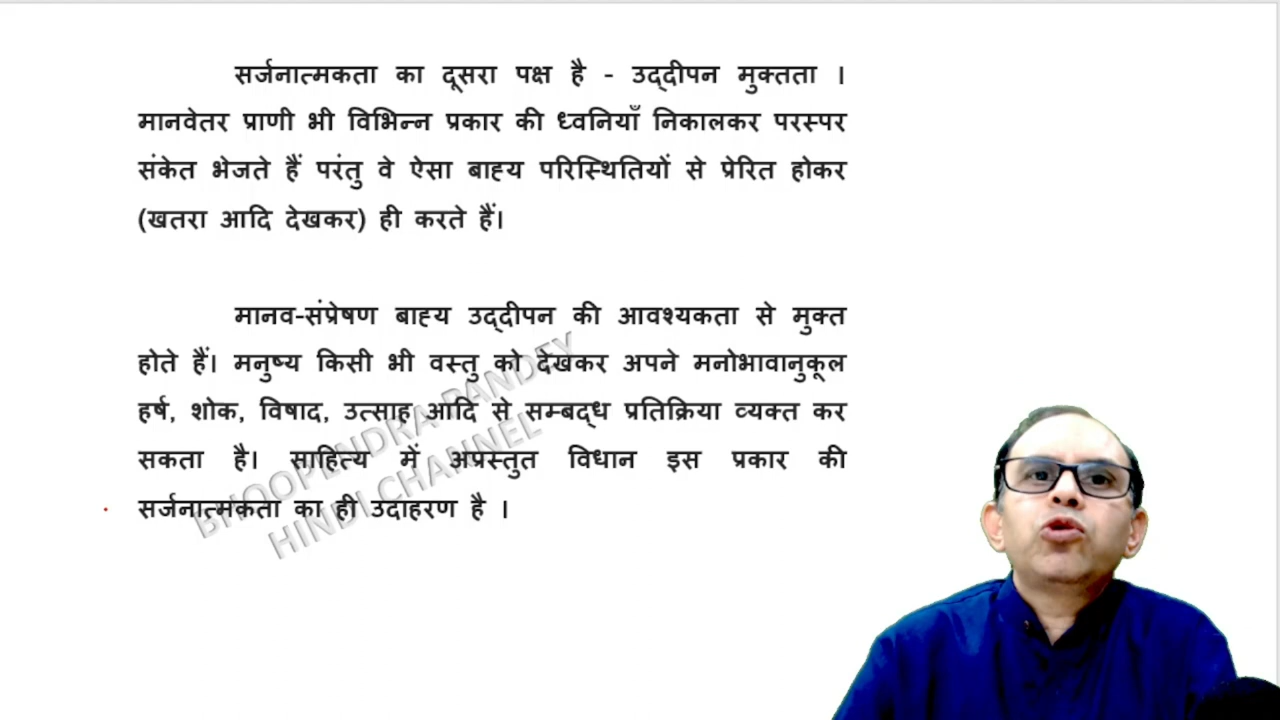 सर्जनात्मकता का दूसरा पक्ष है - उद्दीपन मुक्तता ।
मानवेतर प्राणी भी विभिन्न प्रकार की ध्वनियाँ निकालकर परस्पर
संकेत भेजते हैं परंतु वे ऐसा बाह्य परिस्थितियों से प्रेरित होकर
(खतरा आदि देखकर) ही करते हैं।
मानव-संप्रेषण बाह्य उद्दीपन की आवश्यकता से मुक्त
होते हैं। मनुष्य किसी भी वस्तु को देखकर अपने मनोभावानुकूल
हर्ष, शोक, विषाद, उत्साह आदि से सम्बद्ध प्रतिक्रिया व्यक्त कर
सकता है। साहित्य में अप्रस्तुत विधान इस प्रकार की
सर्जनात्मकता का ही उदाहरण है ।
BHOOPENDRA PANDEY
HINDI CHANNEL